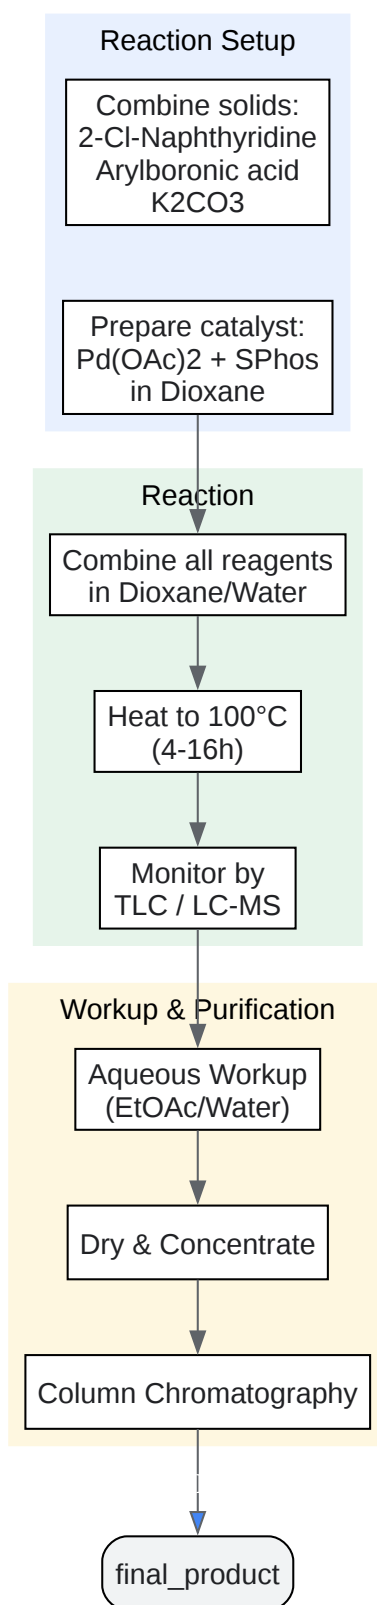 Reaction Setup
Combine solids:
2-Cl-Naphthyridine
Arylboronic acid
K2CO3
Prepare catalyst:
Pd(OAc)2 + SPhos
in Dioxane
Reaction
Combine all reagents
in Dioxane/Water
Heat to 100°C
(4-16h)
Monitor by
TLC / LC-MS
Workup & Purification
Aqueous Workup
(EtOAc/Water)
Dry & Concentrate
Column Chromatography
final_product